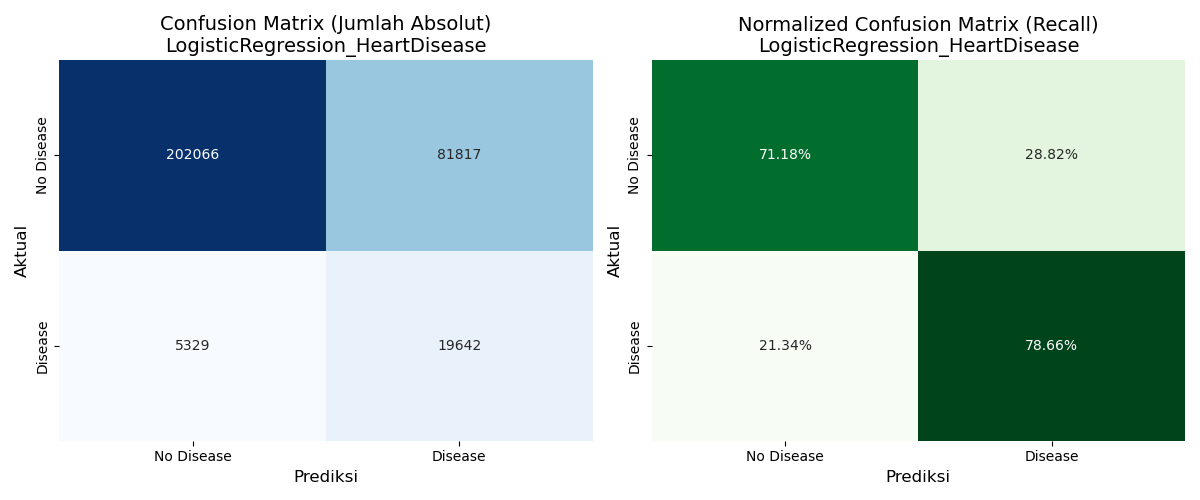 Confusion Matrix (Jumlah Absolut)
LogisticRegression_HeartDisease
Aktual
No Disease
202066
81817
Disease
5329
19642
No Disease
Disease
Prediksi
Normalized Confusion Matrix (Recall)
LogisticRegression_HeartDisease
Aktual
No Disease
71.18%
28.82%
Disease
21.34%
78.66%
No Disease
Disease
Prediksi